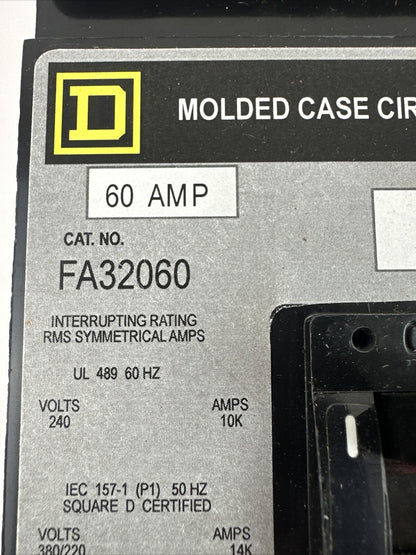 D
MOLDED CASE CIR
60 AMP
CAT. NO.
FA32060
INTERRUPTING RATING
RMS SYMMETRICAL AMPS
UL 489 60 HZ
VOLTS AMPS
240 10K
IEC 157-1 (P1) 50 HZ
SQUARE D CERTIFIED
VOLTS AMPS
380/220 14K